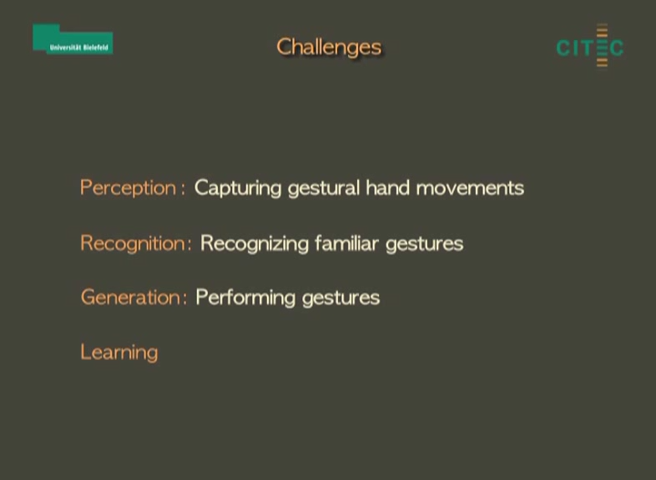 Universität Bielefeld
Challenges
CITEC
Perception : Capturing gestural hand movements
Recognition : Recognizing familiar gestures
Generation : Performing gestures
Learning